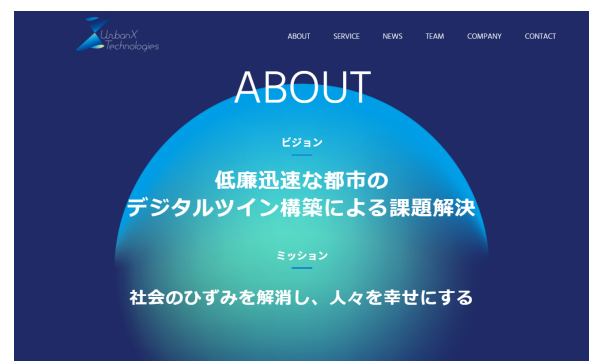 UrbanX
Technologies
ABOUT SERVICE NEWS TEAM COMPANY CONTACT
ABOUT
ビジョン
低廉迅速な都市の
デジタルツイン構築による課題解決
ミッション
社会のひずみを解消し、人々を幸せにする